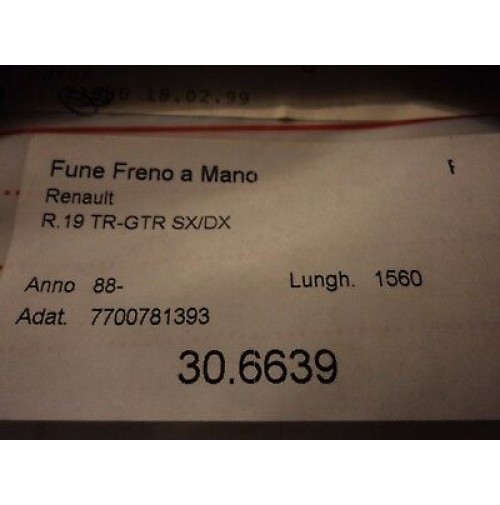 18.02.99
Fune Freno a Mano F
Renault
R.19 TR-GTR SX/DX
Anno 88- Lungh. 1560
Adat. 7700781393
30.6639